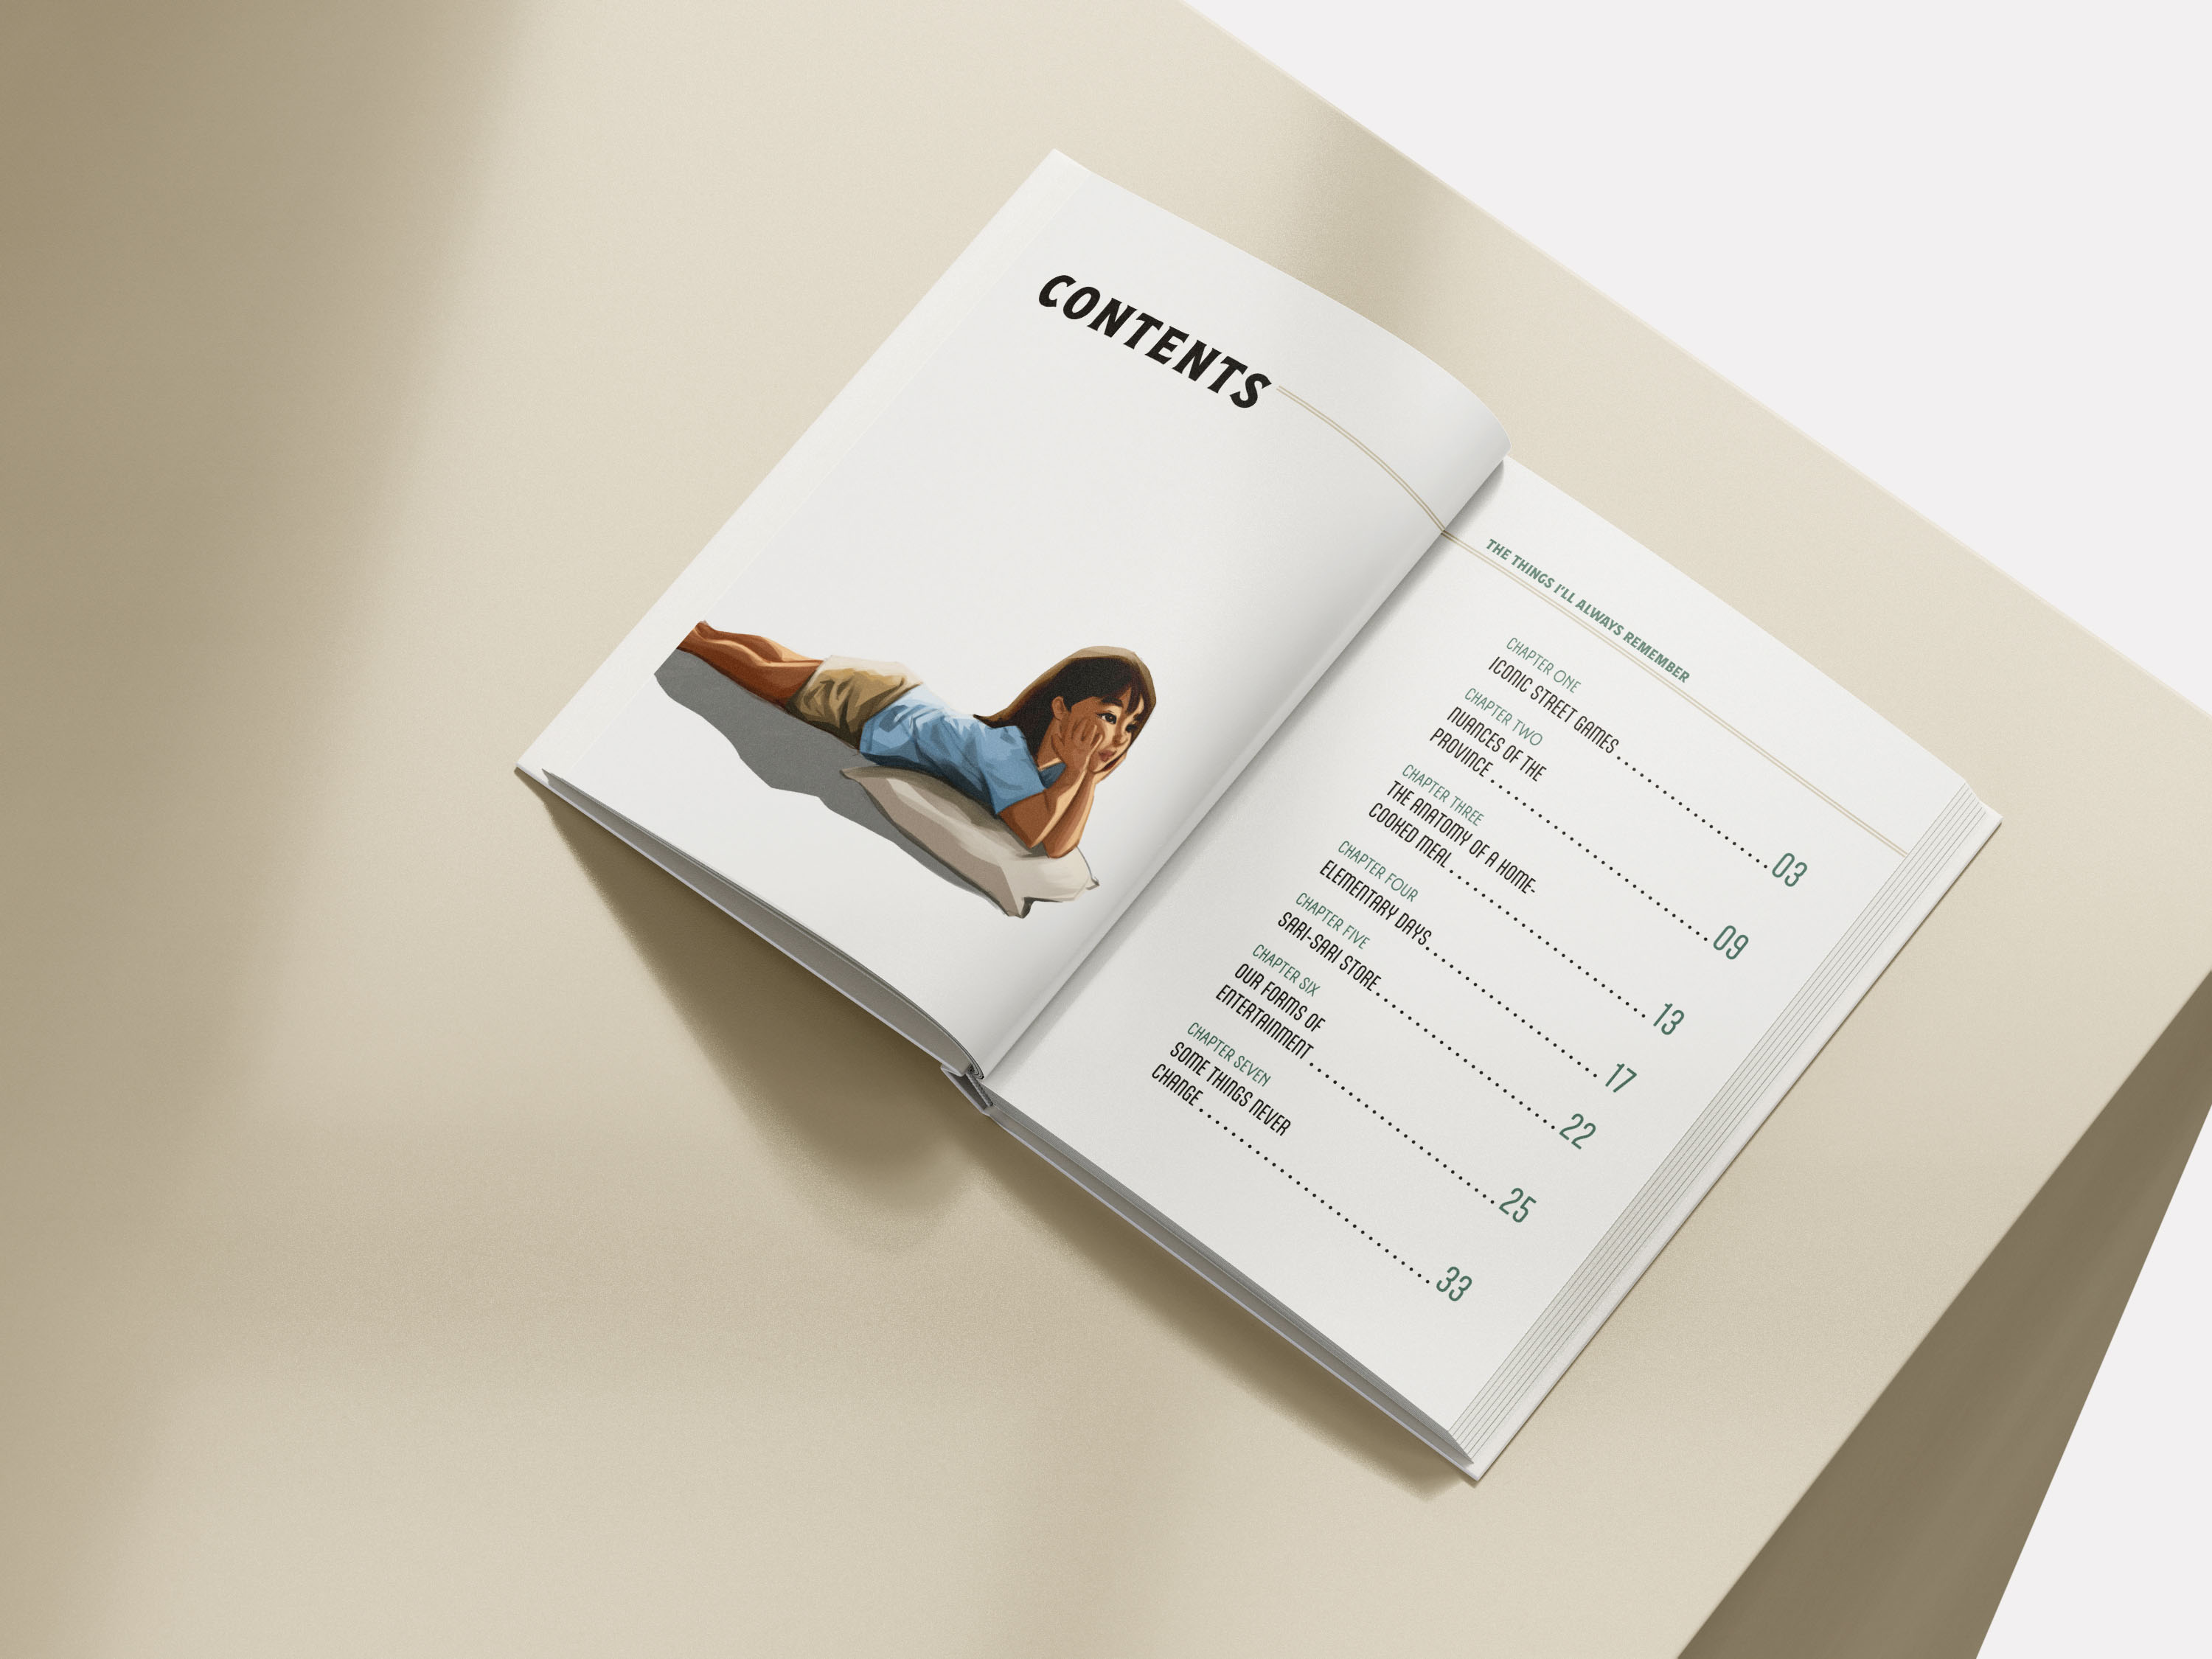 CONTENTS
THE THINGS I'LL ALWAYS REMEMBER
CHAPTER ONE
ICONIC STREET GAMES..........03
CHAPTER TWO
NUANCES OF THE
PROVINCE..........09
CHAPTER THREE
THE ANATOMY OF A HOME-
COOKED MEAL..........13
CHAPTER FOUR
ELEMENTARY DAYS..........17
CHAPTER FIVE
SARI-SARI STORE..........22
CHAPTER SIX
OUR FORMS OF
ENTERTAINMENT..........25
CHAPTER SEVEN
SOME THINGS NEVER
CHANGE..........33